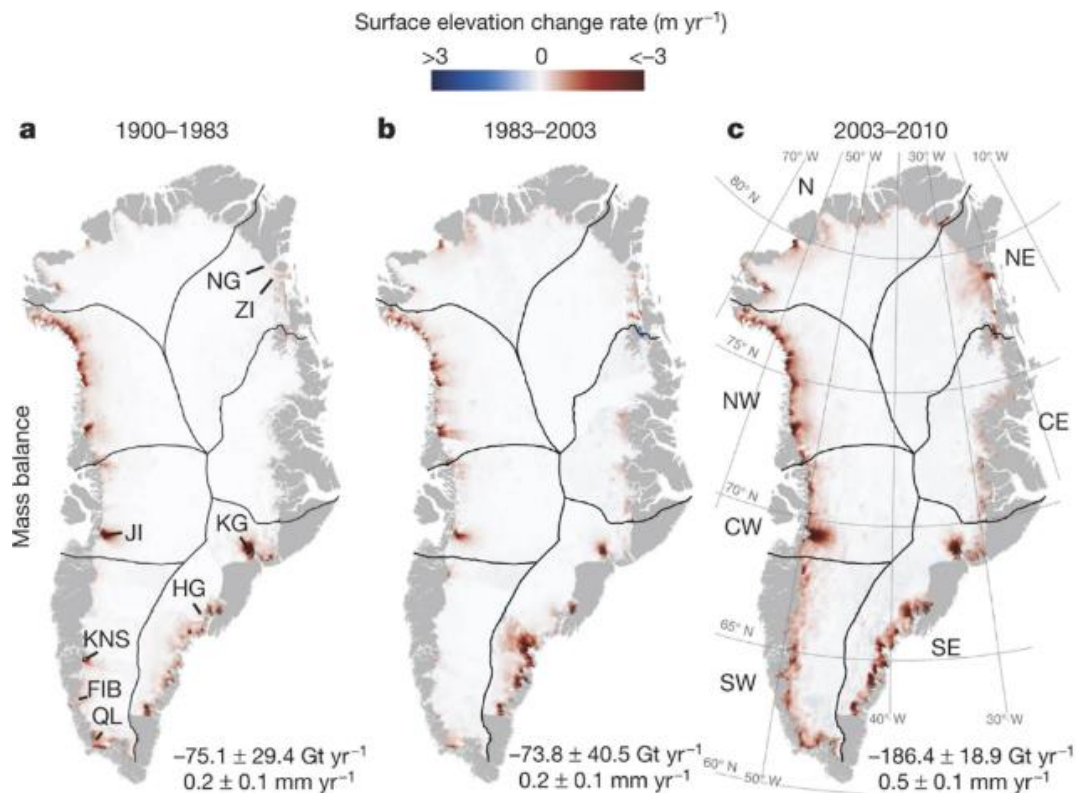 Surface elevation change rate (m yr⁻¹)
>3 0 <–3
a 1900–1983
b 1983–2003
c 2003–2010
Mass balance
NG
ZI
JI
KG
HG
KNS
FIB
QL
–75.1 ± 29.4 Gt yr⁻¹
0.2 ± 0.1 mm yr⁻¹
–73.8 ± 40.5 Gt yr⁻¹
0.2 ± 0.1 mm yr⁻¹
70° W 50° W 30° W 10° W
80° N
N
NE
75° N
NW
CE
70° N
CW
65° N
SE
SW
40° W
30° W
60° N
50° W
–186.4 ± 18.9 Gt yr⁻¹
0.5 ± 0.1 mm yr⁻¹